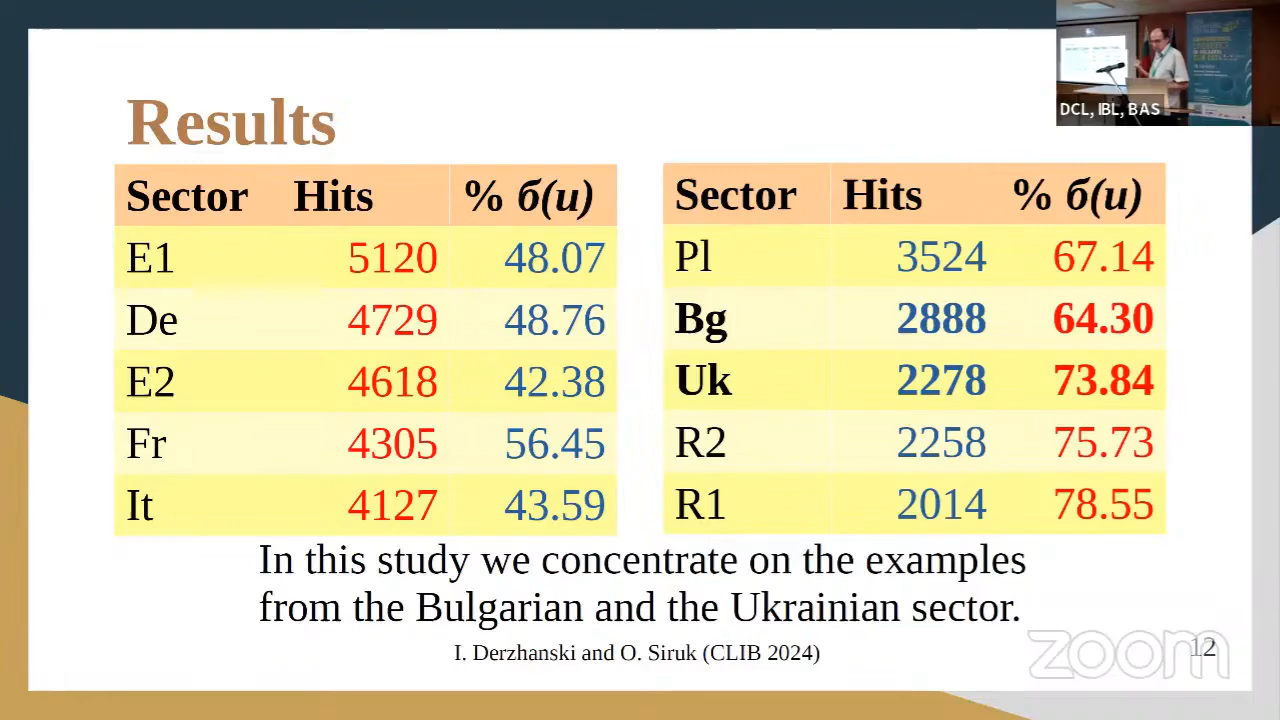 DCL, IBL, BAS
Results
Sector Hits % б(и)
E1 5120 48.07
De 4729 48.76
E2 4618 42.38
Fr 4305 56.45
It 4127 43.59
Sector Hits % б(и)
Pl 3524 67.14
Bg 2888 64.30
Uk 2278 73.84
R2 2258 75.73
R1 2014 78.55
In this study we concentrate on the examples
from the Bulgarian and the Ukrainian sector.
I. Derzhanski and O. Siruk (CLIB 2024)
12
zoom